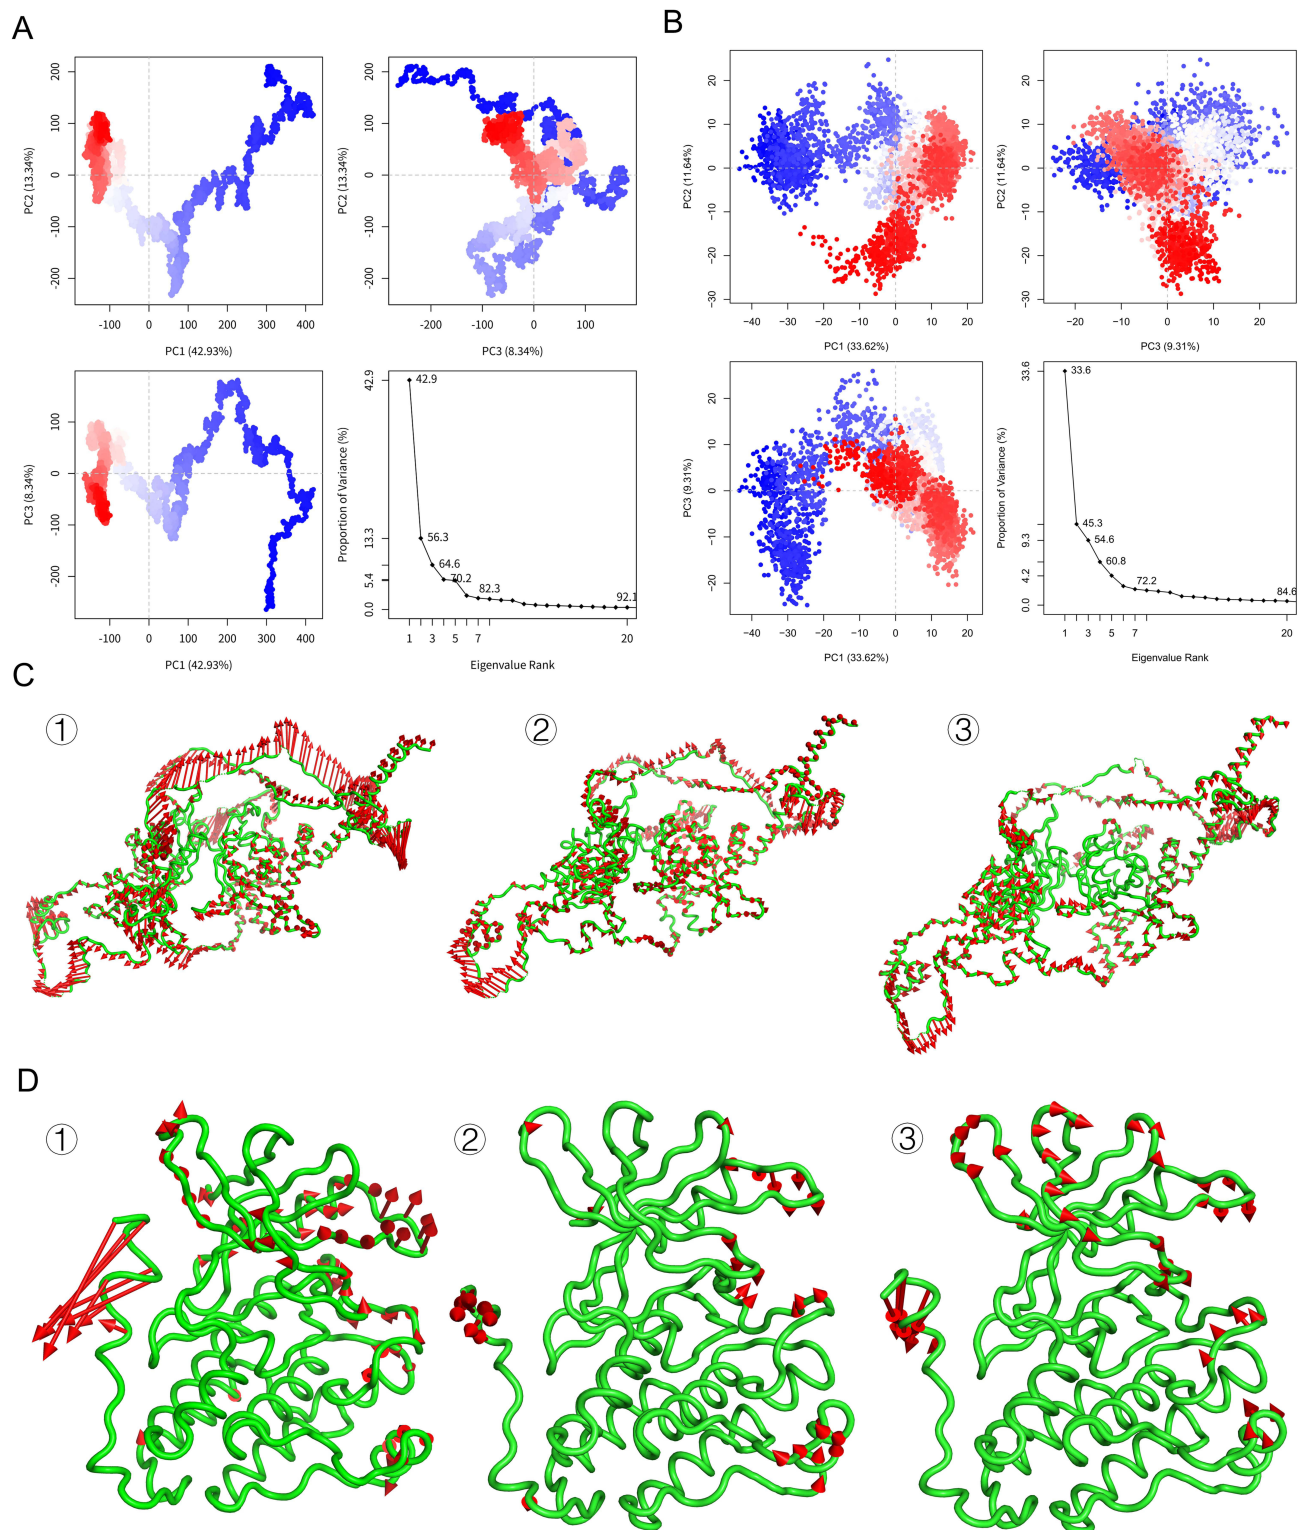 A
B
200
100
0
-100
-200
PC2 (13.34%)
-100 0 100 200 300 400
PC1 (42.93%)
200
100
0
-100
-200
PC2 (13.34%)
-200 -100 0 100
PC3 (8.34%)
20
10
0
−10
−20
−30
PC2 (11.64%)
−40 −30 −20 −10 0 10 20
PC1 (33.62%)
20
10
0
−10
−20
−30
PC2 (11.64%)
−20 −10 0 10 20
PC3 (9.31%)
100
0
-100
-200
PC3 (8.34%)
-100 0 100 200 300 400
PC1 (42.93%)
42.9
13.3
5.4
0.0
Proportion of Variance (%)
42.9
56.3
64.6
70.2
82.3
92.1
1 3 5 7 20
Eigenvalue Rank
20
10
0
−10
−20
PC3 (9.31%)
−40 −30 −20 −10 0 10 20
PC1 (33.62%)
33.6
9.3
4.2
0.0
Proportion of Variance (%)
33.6
45.3
54.6
60.8
72.2
84.6
1 3 5 7 20
Eigenvalue Rank
C
① ② ③
D
① ② ③